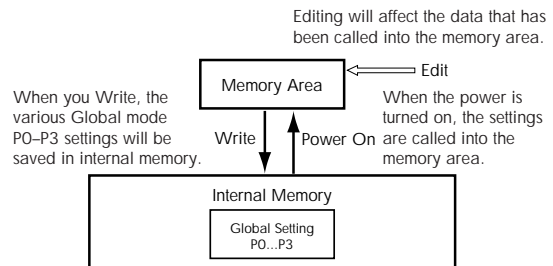 Editing will affect the data that has
been called into the memory area.
Edit
Memory Area
When you Write, the
various Global mode
P0–P3 settings will be
saved in internal memory.
Write
Power On
When the power is
turned on, the settings
are called into the
memory area.
Internal Memory
Global Setting
P0...P3